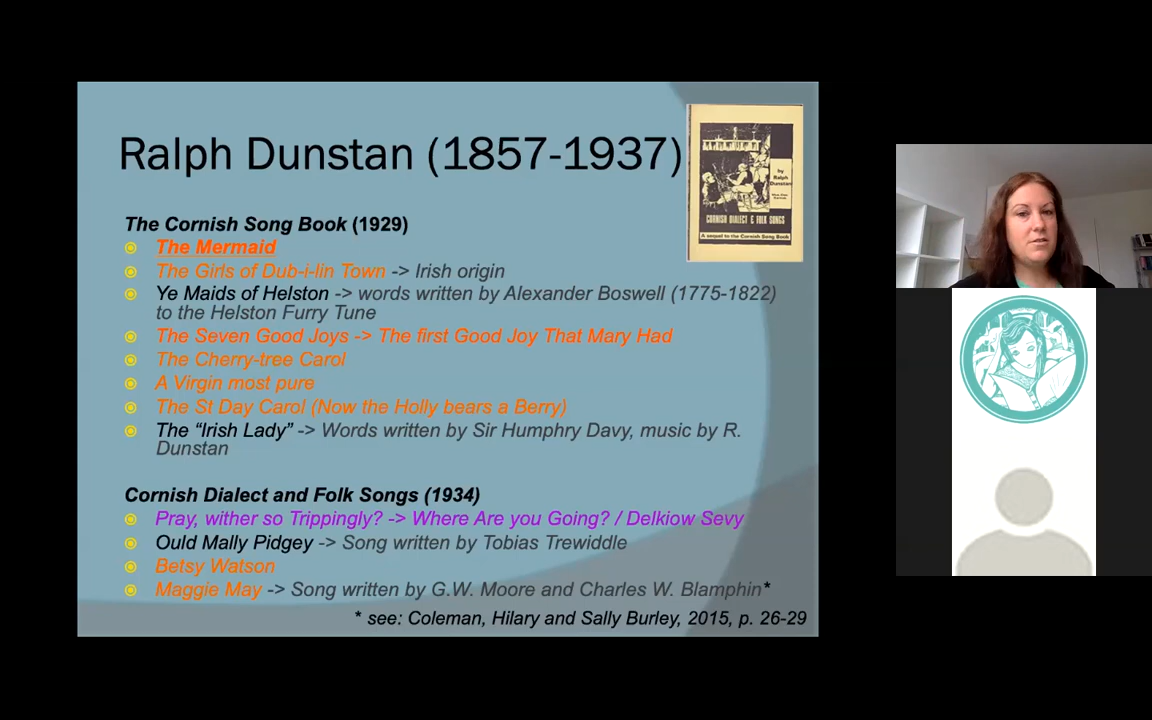 Ralph Dunstan (1857-1937)
by
Ralph
Dunstan
CORNISH DIALECT & FOLK SONGS
A sequel to the Cornish Song Book
The Cornish Song Book (1929)
The Mermaid
The Girls of Dub-i-lin Town -> Irish origin
Ye Maids of Helston -> words written by Alexander Boswell (1775-1822)
to the Helston Furry Tune
The Seven Good Joys -> The first Good Joy That Mary Had
The Cherry-tree Carol
A Virgin most pure
The St Day Carol (Now the Holly bears a Berry)
The “Irish Lady” -> Words written by Sir Humphry Davy, music by R.
Dunstan
Cornish Dialect and Folk Songs (1934)
Pray, wither so Trippingly? -> Where Are you Going? / Delkiow Sevy
Ould Mally Pidgey -> Song written by Tobias Trewiddle
Betsy Watson
Maggie May -> Song written by G.W. Moore and Charles W. Blamphin*
* see: Coleman, Hilary and Sally Burley, 2015, p. 26-29